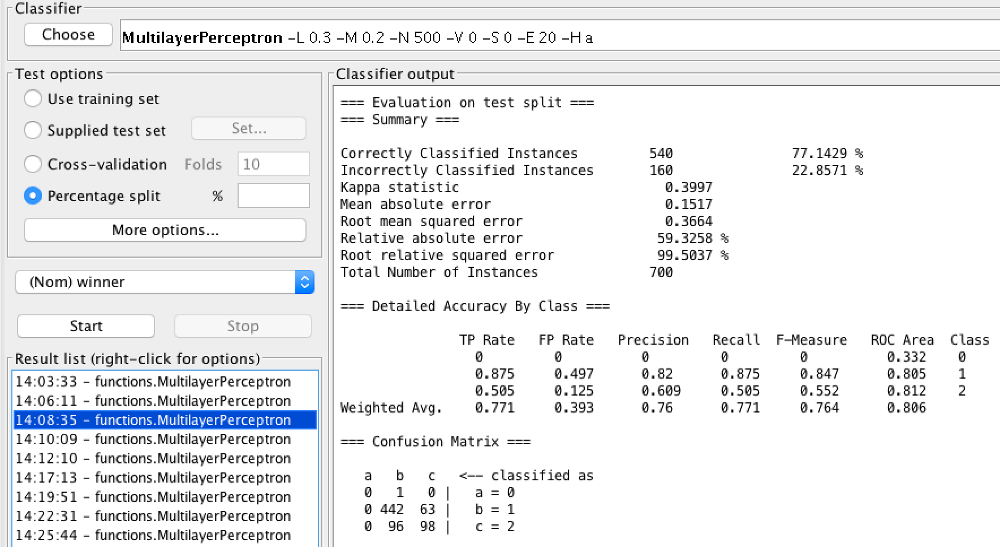 Classifier
Choose
MultilayerPerceptron -L 0.3 -M 0.2 -N 500 -V 0 -S 0 -E 20 -H a
Test options
Use training set
Supplied test set
Set...
Cross-validation Folds 10
Percentage split %
More options...
(Nom) winner
Start
Stop
Result list (right-click for options)
14:03:33 - functions.MultilayerPerceptron
14:06:11 - functions.MultilayerPerceptron
14:08:35 - functions.MultilayerPerceptron
14:10:09 - functions.MultilayerPerceptron
14:12:10 - functions.MultilayerPerceptron
14:17:13 - functions.MultilayerPerceptron
14:19:51 - functions.MultilayerPerceptron
14:22:31 - functions.MultilayerPerceptron
14:25:44 - functions.MultilayerPerceptron
Classifier output
=== Evaluation on test split ===
=== Summary ===
Correctly Classified Instances 540 77.1429 %
Incorrectly Classified Instances 160 22.8571 %
Kappa statistic 0.3997
Mean absolute error 0.1517
Root mean squared error 0.3664
Relative absolute error 59.3258 %
Root relative squared error 99.5037 %
Total Number of Instances 700
=== Detailed Accuracy By Class ===
TP Rate FP Rate Precision Recall F-Measure ROC Area Class
0 0 0 0 0 0.332 0
0.875 0.497 0.82 0.875 0.847 0.805 1
0.505 0.125 0.609 0.505 0.552 0.812 2
Weighted Avg. 0.771 0.393 0.76 0.771 0.764 0.806
=== Confusion Matrix ===
a b c <-- classified as
0 1 0 | a = 0
0 442 63 | b = 1
0 96 98 | c = 2